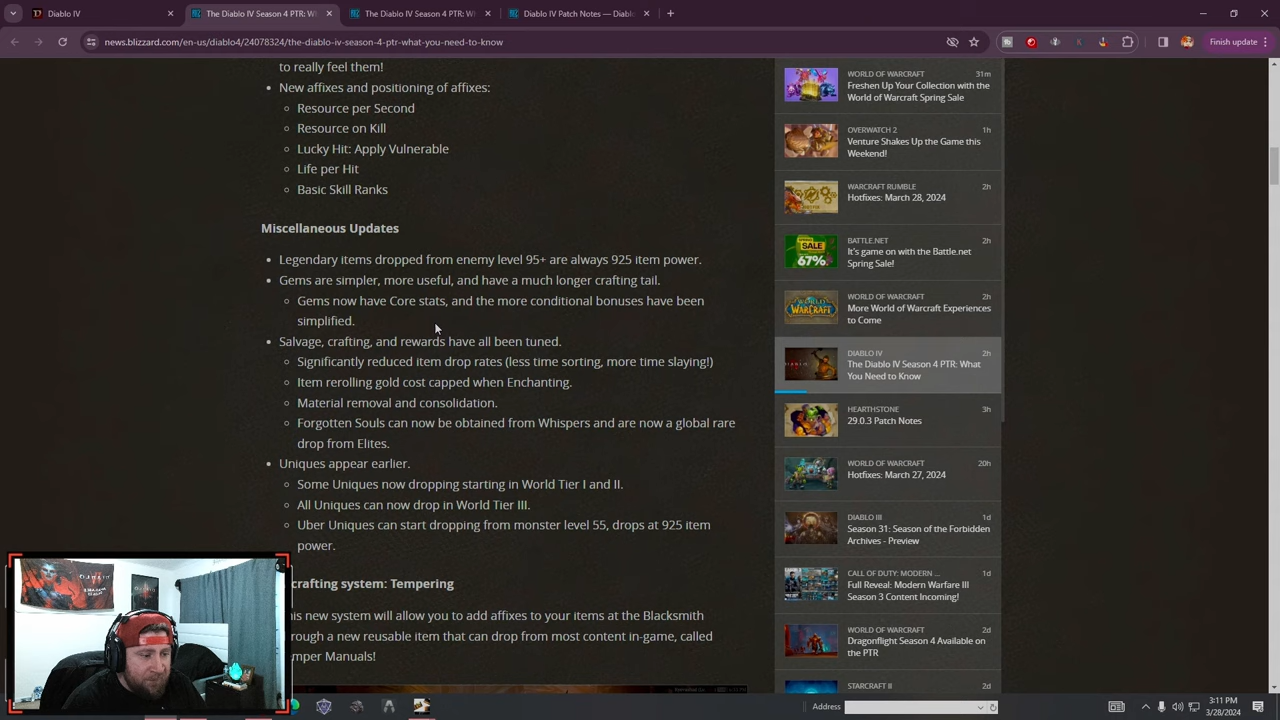 Diablo IV
The Diablo IV Season 4 PTR: W
The Diablo IV Season 4 PTR: W
Diablo IV Patch Notes — Diablo
news.blizzard.com/en-us/diablo4/24078324/the-diablo-iv-season-4-ptr-what-you-need-to-know
Finish update
to really feel them!
New affixes and positioning of affixes:
Resource per Second
Resource on Kill
Lucky Hit: Apply Vulnerable
Life per Hit
Basic Skill Ranks
Miscellaneous Updates
Legendary items dropped from enemy level 95+ are always 925 item power.
Gems are simpler, more useful, and have a much longer crafting tail.
Gems now have Core stats, and the more conditional bonuses have been
simplified.
Salvage, crafting, and rewards have all been tuned.
Significantly reduced item drop rates (less time sorting, more time slaying!)
Item rerolling gold cost capped when Enchanting.
Material removal and consolidation.
Forgotten Souls can now be obtained from Whispers and are now a global rare
drop from Elites.
Uniques appear earlier.
Some Uniques now dropping starting in World Tier I and II.
All Uniques can now drop in World Tier III.
Uber Uniques can start dropping from monster level 55, drops at 925 item
power.
crafting system: Tempering
his new system will allow you to add affixes to your items at the Blacksmith
rough a new reusable item that can drop from most content in-game, called
mper Manuals!
WORLD OF WARCRAFT 31m
Freshen Up Your Collection with the
World of Warcraft Spring Sale
OVERWATCH 2 1h
Venture Shakes Up the Game this
Weekend!
WARCRAFT RUMBLE 2h
Hotfixes: March 28, 2024
BATTLE.NET 2h
It's game on with the Battle.net
Spring Sale!
SALE
67%
WORLD OF WARCRAFT 2h
More World of Warcraft Experiences
to Come
DIABLO IV 2h
The Diablo IV Season 4 PTR: What
You Need to Know
HEARTHSTONE 3h
29.0.3 Patch Notes
WORLD OF WARCRAFT 20h
Hotfixes: March 27, 2024
DIABLO III 1d
Season 31: Season of the Forbidden
Archives - Preview
CALL OF DUTY: MODERN ... 1d
Full Reveal: Modern Warfare III
Season 3 Content Incoming!
WORLD OF WARCRAFT 2d
Dragonflight Season 4 Available on
the PTR
STARCRAFT II 2d
Address
3:11 PM
3/28/2024